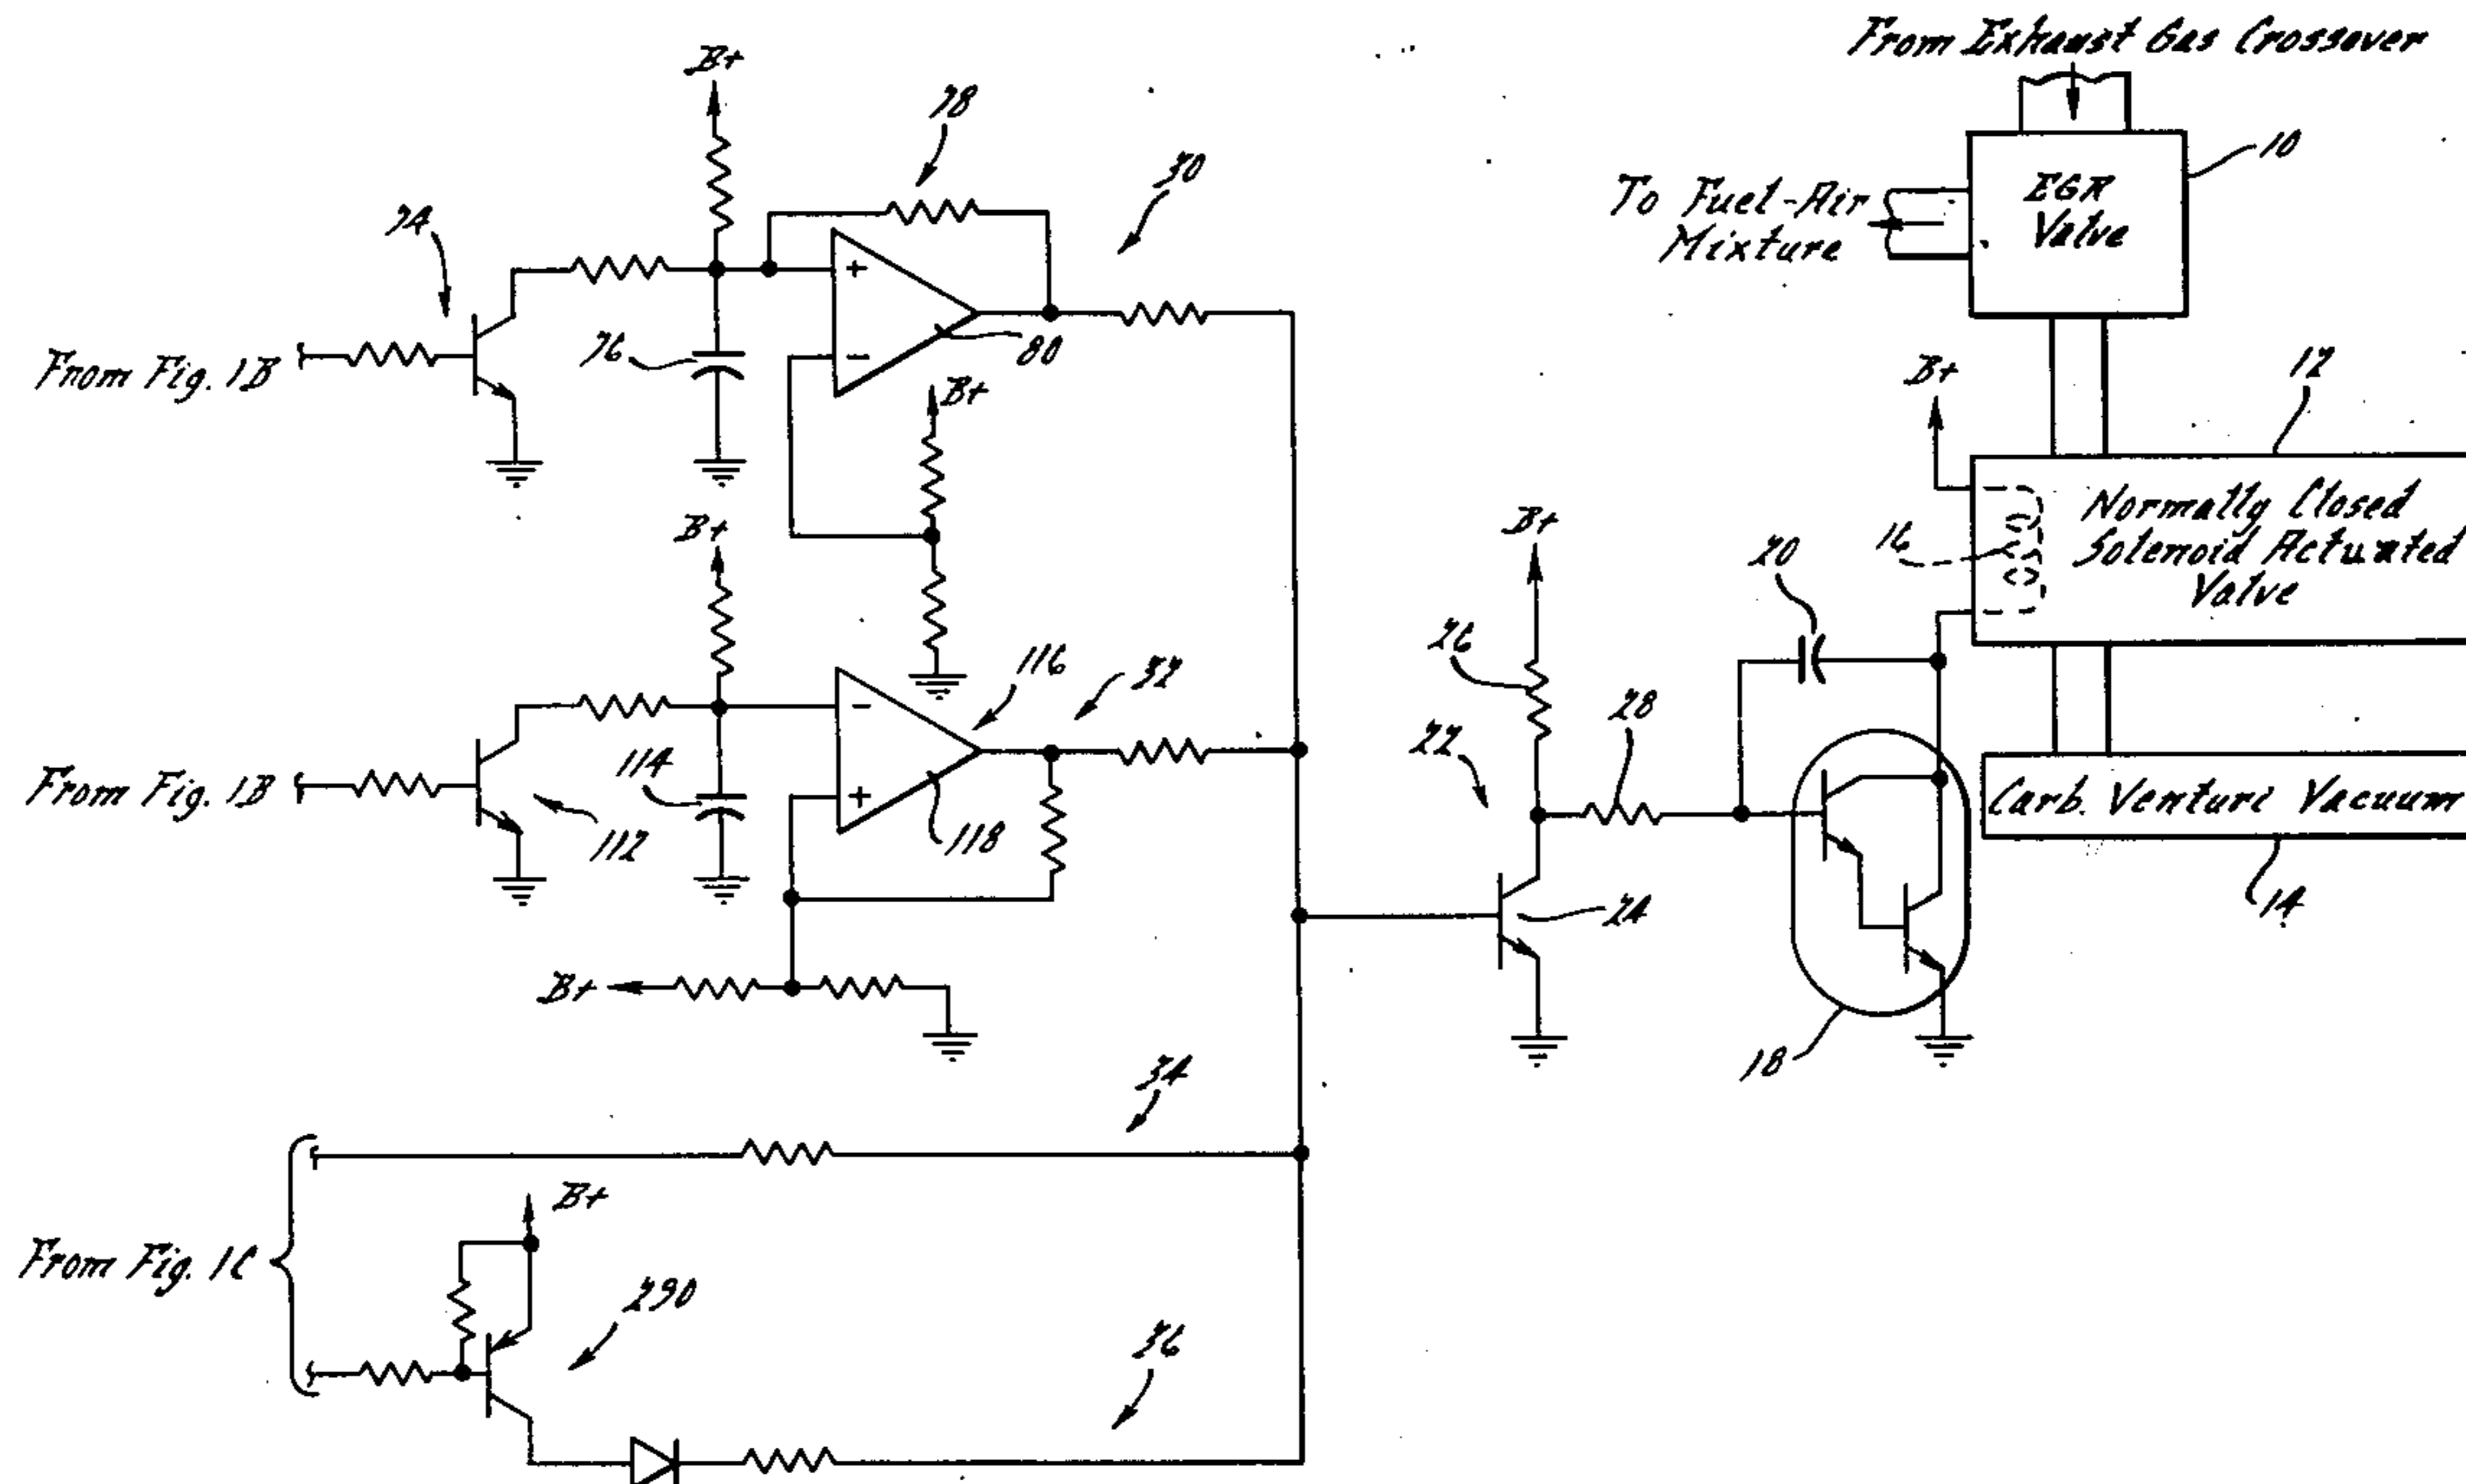 From Exhaust Gas Crossover
B+
78
30
10
To Fuel-Air
Mixture
EGR
Valve
74
+
76
-
80
From Fig. 1B
B+
B+
12
B+
B+
16
Normally Closed
Solenoid Actuated
Valve
20
26
116
32
28
22
-
114
From Fig. 1B
+
118
112
Carb. Venturi Vacuum
24
14
B+
18
34
B+
From Fig. 1C
290
36